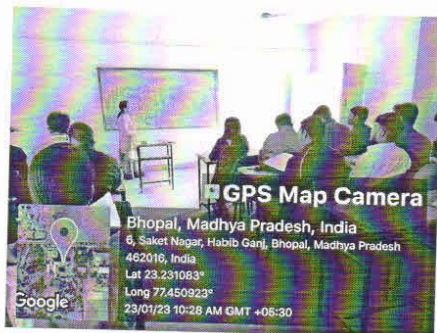 GPS Map Camera
Bhopal, Madhya Pradesh, India
6, Saket Nagar, Habib Ganj, Bhopal, Madhya Pradesh
462016, India
Lat 23.231083°
Long 77.450923°
23/01/23 10:28 AM GMT +05:30
Google